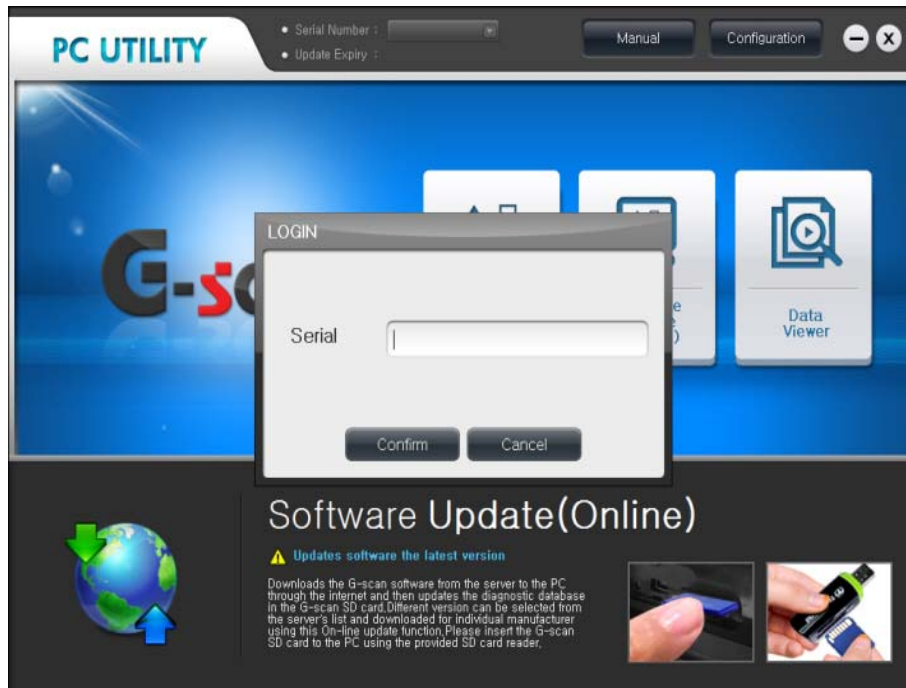 PC UTILITY
● Serial Number :
● Update Expiry :
Manual
Configuration
G-sc
LOGIN
Serial
Confirm
Cancel
e
)
Data
Viewer
Software Update(Online)
Updates software the latest version
Downloads the G-scan software from the server to the PC
through the internet and then updates the diagnostic database
in the G-scan SD card,Different version can be selected from
the server's list and downloaded for individual manufacturer
using this On-line update function,Please insert the G-scan
SD card to the PC using the provided SD card reader,